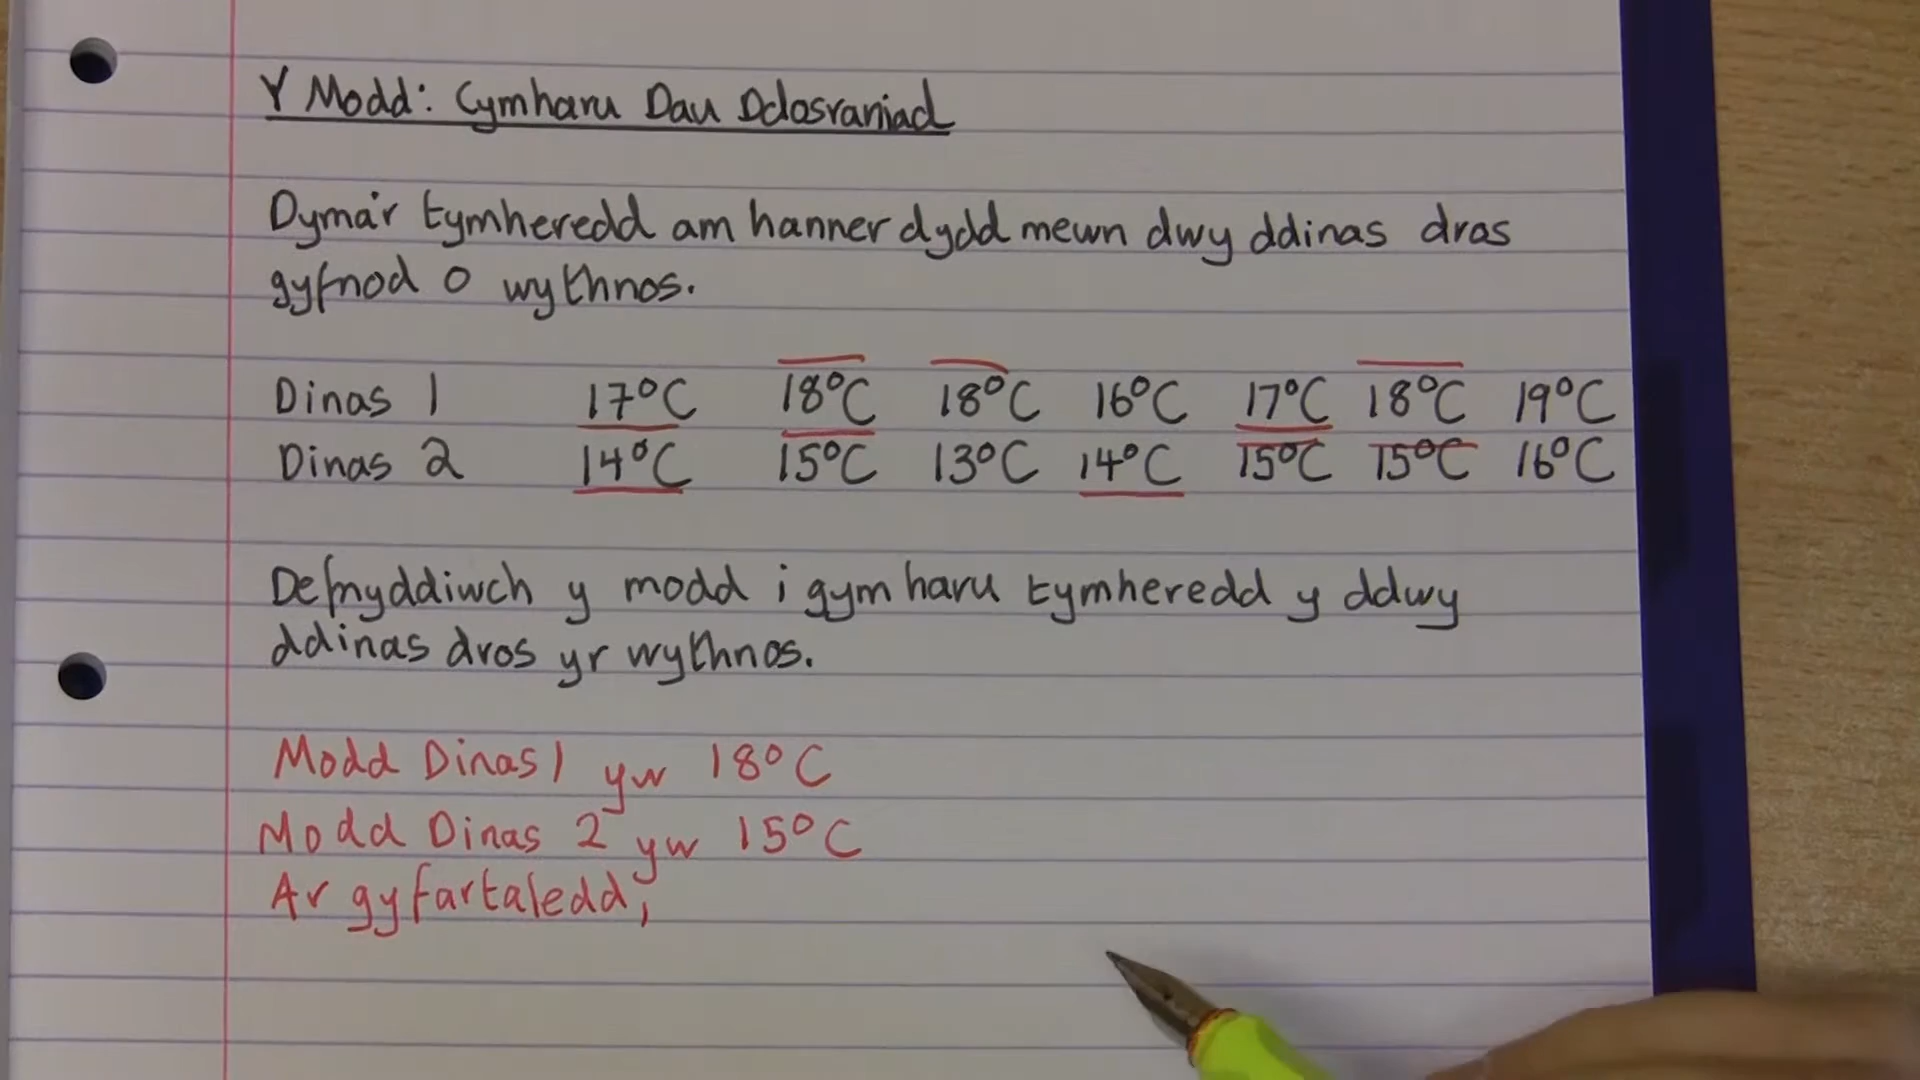 Y Modd: Cymharu Dau Ddosraniad
Dyma'r tymheredd am hanner dydd mewn dwy ddinas dros
gyfnod o wythnos.
Dinas 1 17°C 18°C 18°C 16°C 17°C 18°C 19°C
Dinas 2 14°C 15°C 13°C 14°C 15°C 15°C 16°C
Defnyddiwch y modd i gymharu tymheredd y ddwy
ddinas dros yr wythnos.
Modd Dinas 1 yw 18°C
Modd Dinas 2 yw 15°C
Ar gyfartaledd,